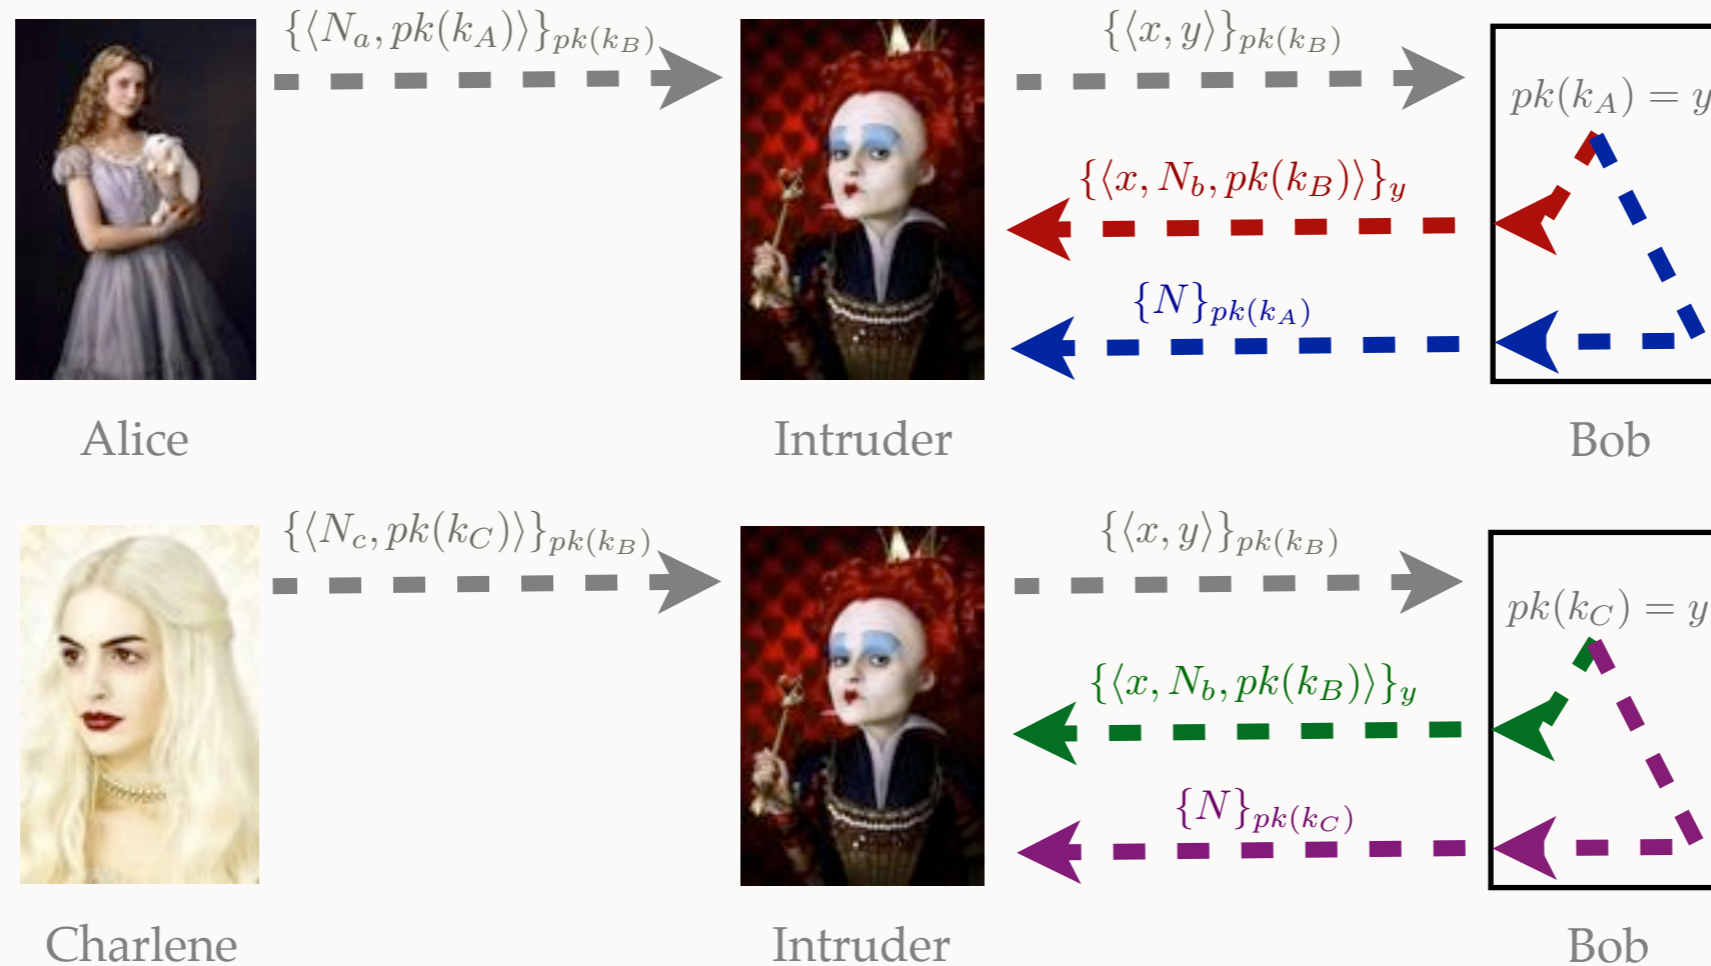 {⟨N_a, pk(k_A)⟩}_{pk(k_B)}
{⟨x, y⟩}_{pk(k_B)}
pk(k_A) = y
{⟨x, N_b, pk(k_B)⟩}_y
{N}_{pk(k_A)}
Alice
Intruder
Bob
{⟨N_c, pk(k_C)⟩}_{pk(k_B)}
{⟨x, y⟩}_{pk(k_B)}
pk(k_C) = y
{⟨x, N_b, pk(k_B)⟩}_y
{N}_{pk(k_C)}
Charlene
Intruder
Bob